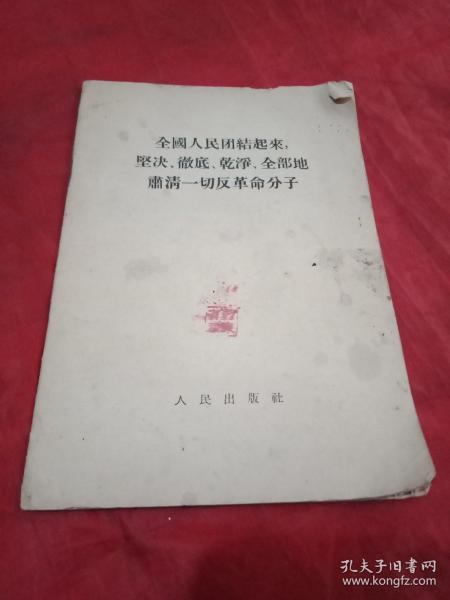 全國人民团結起來，
堅决、徹底、乾淨、全部地
肅清一切反革命分子
人民出版社
孔夫子旧書网
www.kongfz.com